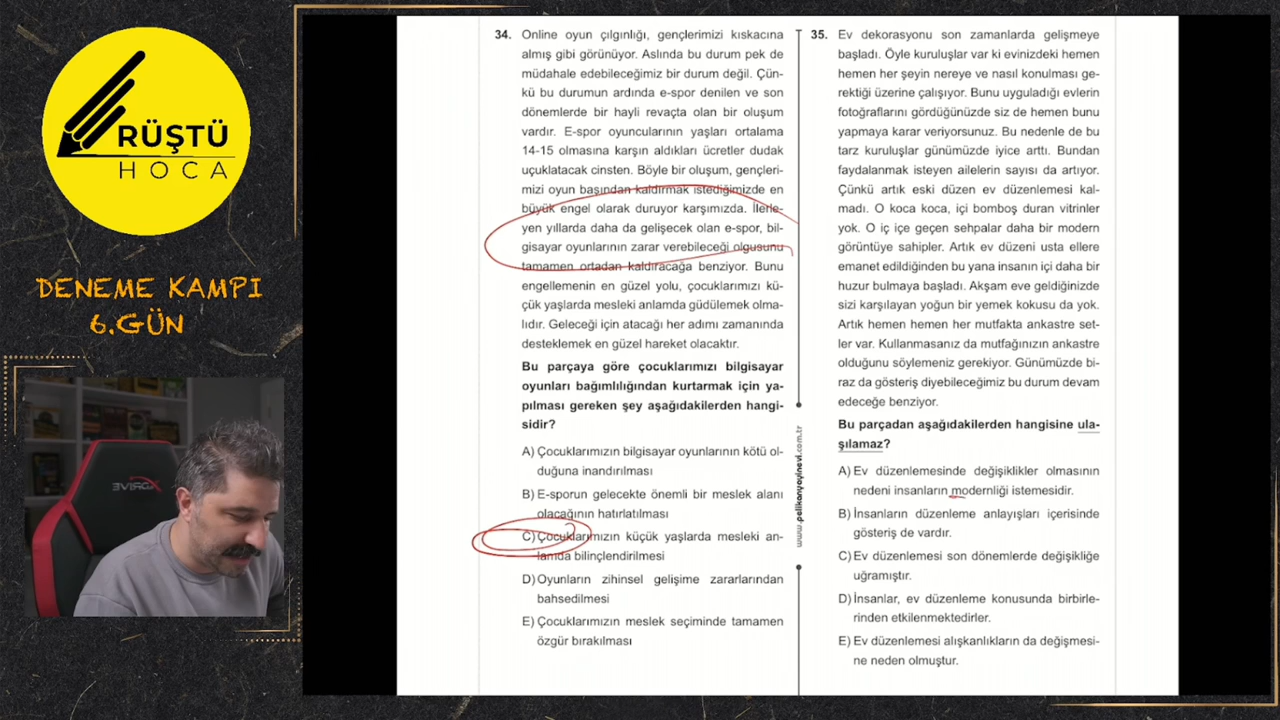 RÜŞTÜ
HOCA
DENEME KAMPI
6.GÜN
34. Online oyun çılgınlığı, gençlerimizi kıskacına
almış gibi görünüyor. Aslında bu durum pek de
müdahale edebileceğimiz bir durum değil. Çün-
kü bu durumun ardında e-spor denilen ve son
dönemlerde bir hayli revaçta olan bir oluşum
vardır. E-spor oyuncularının yaşları ortalama
14-15 olmasına karşın aldıkları ücretler dudak
uçuklatacak cinsten. Böyle bir oluşum, gençleri-
mizi oyun başından kaldırmak istediğimizde en
büyük engel olarak duruyor karşımızda. İlerle-
yen yıllarda daha da gelişecek olan e-spor, bil-
gisayar oyunlarının zarar verebileceği olgusunu
tamamen ortadan kaldıracağa benziyor. Bunu
engellemenin en güzel yolu, çocuklarımızı kü-
çük yaşlarda mesleki anlamda güdülemek olma-
lıdır. Geleceği için atacağı her adımı zamanında
desteklemek en güzel hareket olacaktır.
Bu parçaya göre çocuklarımızı bilgisayar
oyunları bağımlılığından kurtarmak için ya-
pılması gereken şey aşağıdakilerden hangi-
sidir?
A) Çocuklarımızın bilgisayar oyunlarının kötü ol-
duğuna inandırılması
B) E-sporun gelecekte önemli bir meslek alanı
olacağının hatırlatılması
C) Çocuklarımızın küçük yaşlarda mesleki an-
lamda bilinçlendirilmesi
D) Oyunların zihinsel gelişime zararlarından
bahsedilmesi
E) Çocuklarımızın meslek seçiminde tamamen
özgür bırakılması
www.pelikanyayinevi.com.tr
35. Ev dekorasyonu son zamanlarda gelişmeye
başladı. Öyle kuruluşlar var ki evinizdeki hemen
hemen her şeyin nereye ve nasıl konulması ge-
rektiği üzerine çalışıyor. Bunu uyguladığı evlerin
fotoğraflarını gördüğünüzde siz de hemen bunu
yapmaya karar veriyorsunuz. Bu nedenle de bu
tarz kuruluşlar günümüzde iyice arttı. Bundan
faydalanmak isteyen ailelerin sayısı da artıyor.
Çünkü artık eski düzen ev düzenlemesi kal-
madı. O koca koca, içi bomboş duran vitrinler
yok. O iç içe geçen sehpalar daha bir modern
görüntüye sahipler. Artık ev düzeni usta ellere
emanet edildiğinden bu yana insanın içi daha bir
huzur bulmaya başladı. Akşam eve geldiğinizde
sizi karşılayan yoğun bir yemek kokusu da yok.
Artık hemen hemen her mutfakta ankastre set-
ler var. Kullanmasanız da mutfağınızın ankastre
olduğunu söylemeniz gerekiyor. Günümüzde bi-
raz da gösteriş diyebileceğimiz bu durum devam
edeceğe benziyor.
Bu parçadan aşağıdakilerden hangisine ula-
şılamaz?
A) Ev düzenlemesinde değişiklikler olmasının
nedeni insanların modernliği istemesidir.
B) İnsanların düzenleme anlayışları içerisinde
gösteriş de vardır.
C) Ev düzenlemesi son dönemlerde değişikliğe
uğramıştır.
D) İnsanlar, ev düzenleme konusunda birbirle-
rinden etkilenmektedirler.
E) Ev düzenlemesi alışkanlıkların da değişmesi-
ne neden olmuştur.